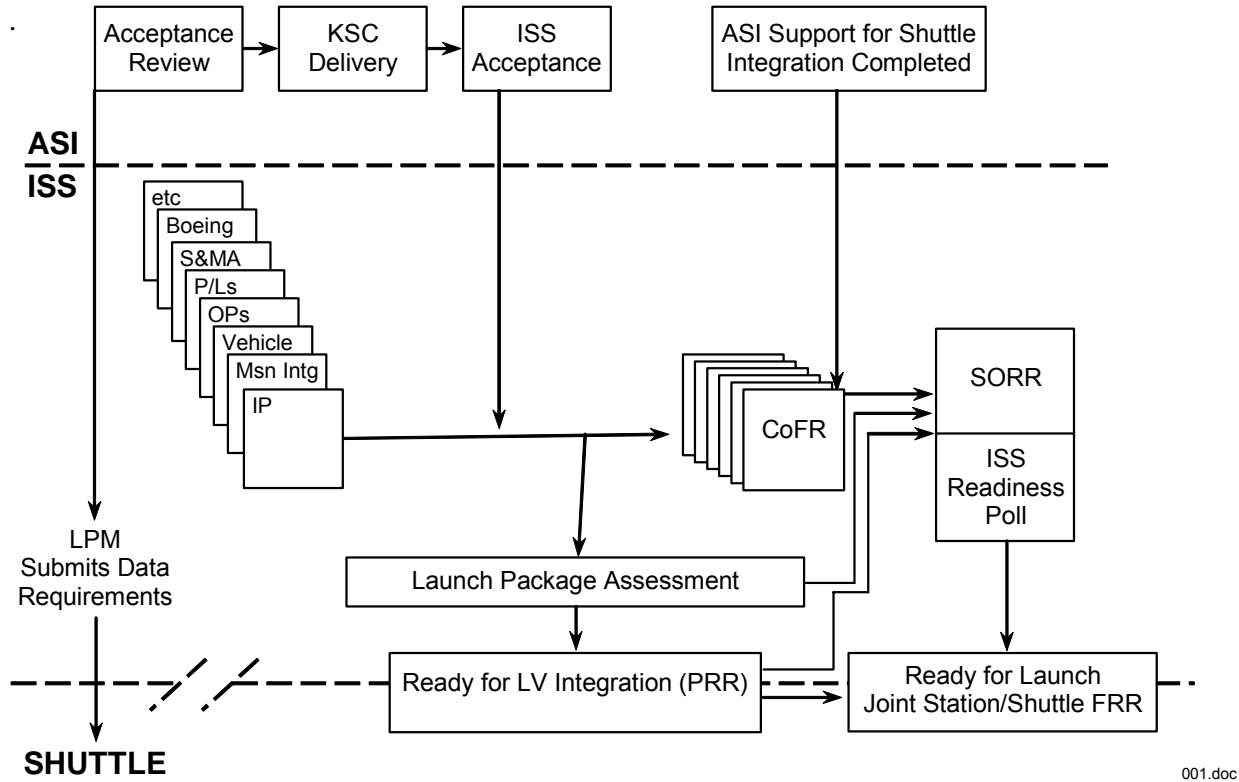 Acceptance
Review
KSC
Delivery
ISS
Acceptance
ASI Support for Shuttle
Integration Completed
ASI
ISS
etc
Boeing
S&MA
P/Ls
OPs
Vehicle
Msn Intg
IP
CoFR
SORR
ISS
Readiness
Poll
LPM
Submits Data
Requirements
Launch Package Assessment
Ready for LV Integration (PRR)
Ready for Launch
Joint Station/Shuttle FRR
SHUTTLE
001.doc